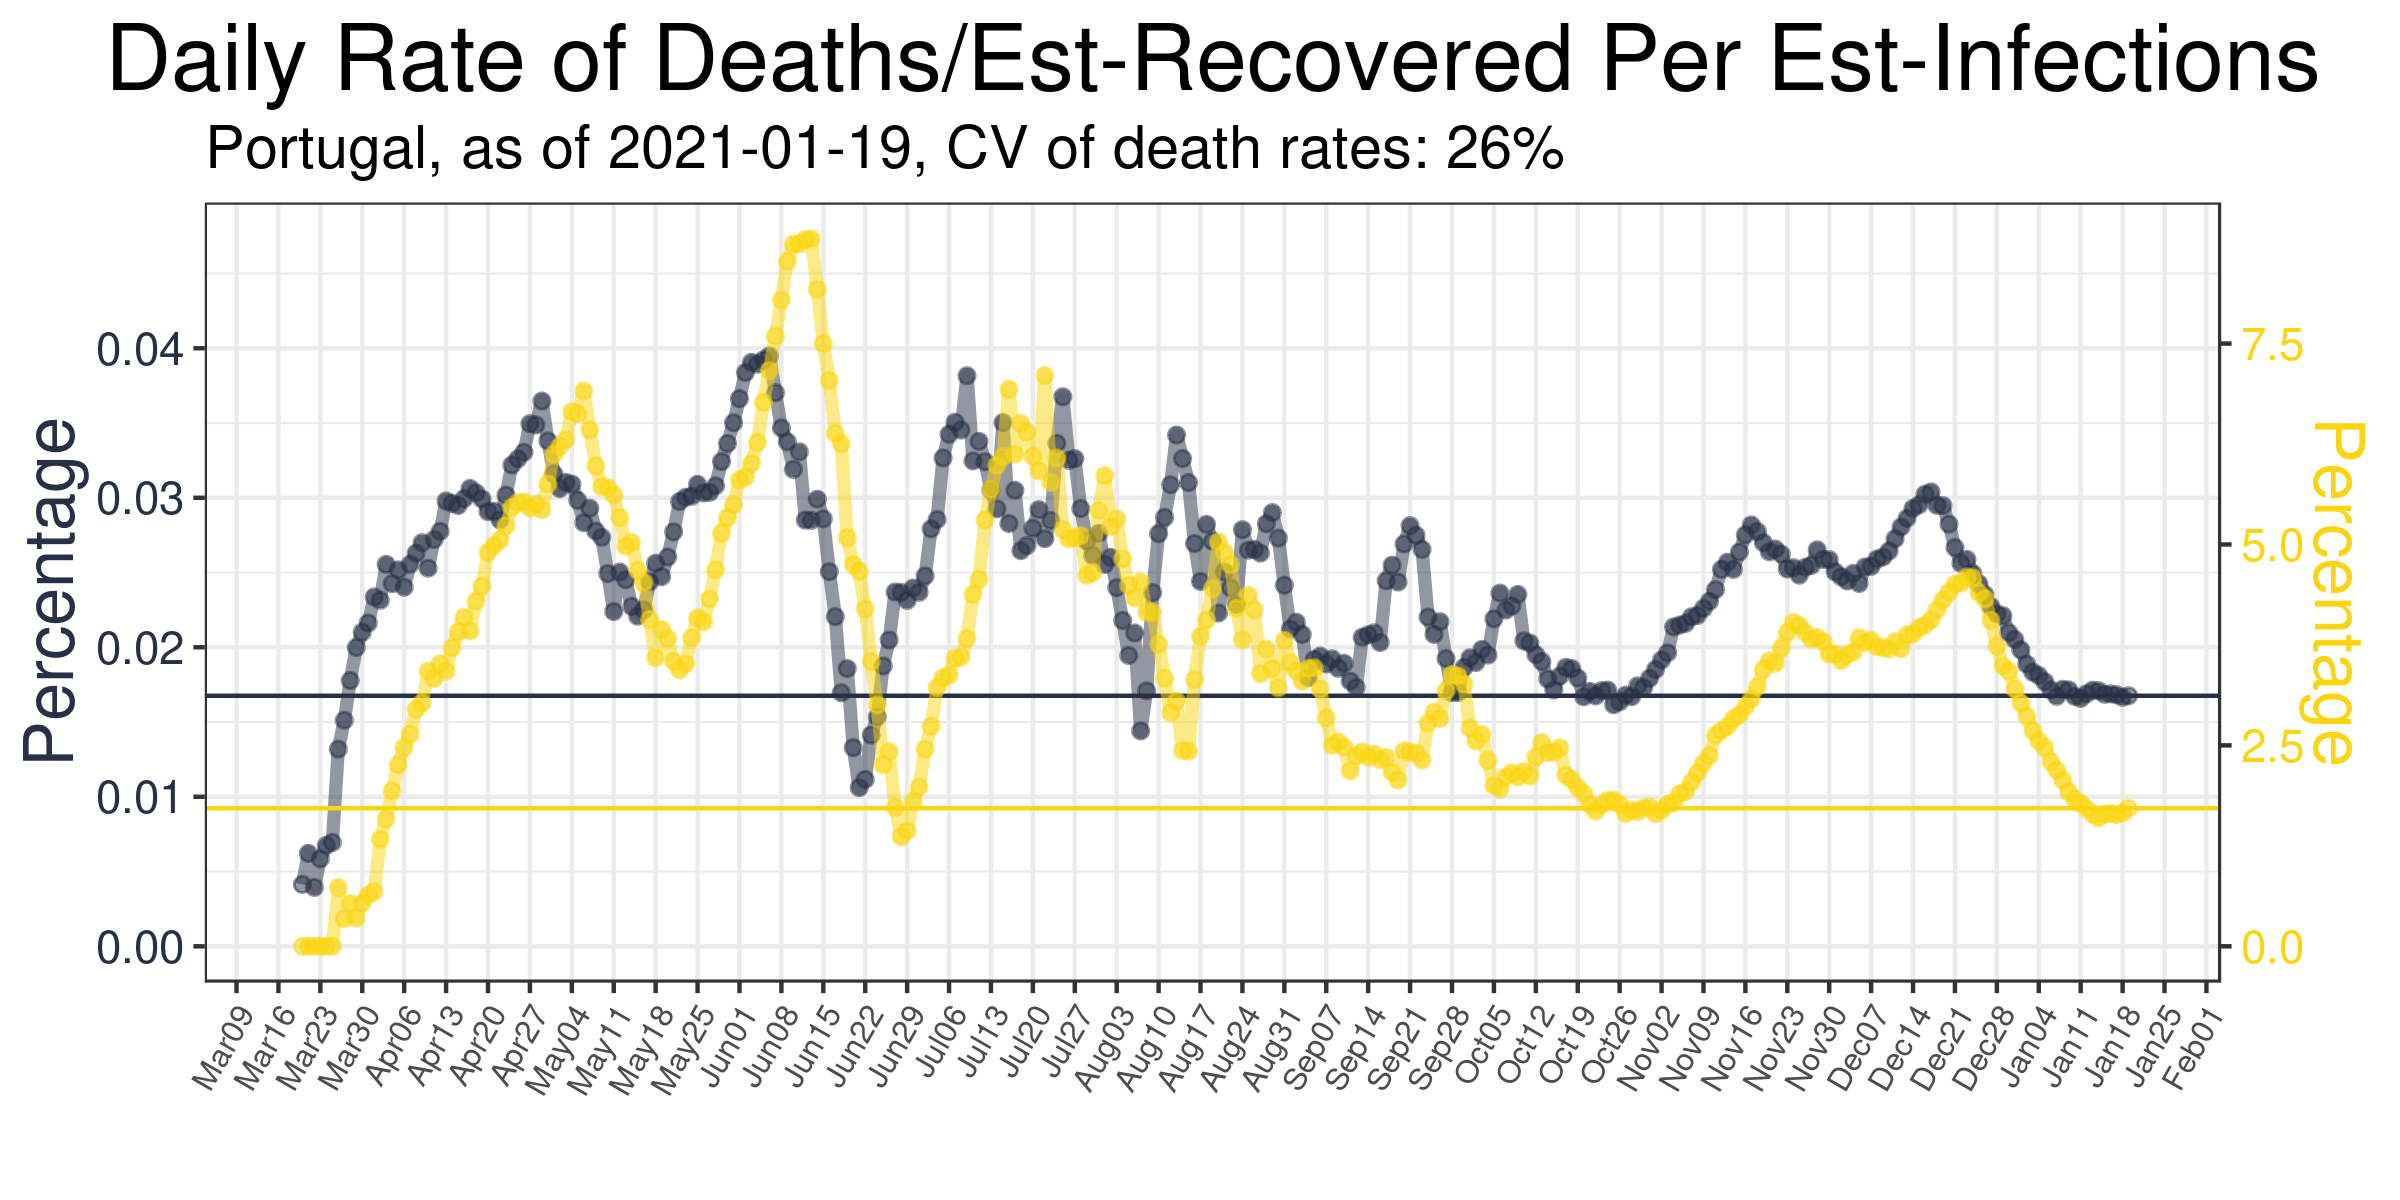 Daily Rate of Deaths/Est-Recovered Per Est-Infections
Portugal, as of 2021-01-19, CV of death rates: 26%
Percentage
0.04
0.03
0.02
0.01
0.00
7.5
5.0
2.5
0.0
Percentage
Mar09 Mar16 Mar23 Mar30 Apr06 Apr13 Apr20 Apr27 May04 May11 May18 May25 Jun01 Jun08 Jun15 Jun22 Jun29 Jul06 Jul13 Jul20 Jul27 Aug03 Aug10 Aug17 Aug24 Aug31 Sep07 Sep14 Sep21 Sep28 Oct05 Oct12 Oct19 Oct26 Nov02 Nov09 Nov16 Nov23 Nov30 Dec07 Dec14 Dec21 Dec28 Jan04 Jan11 Jan18 Jan25 Feb01